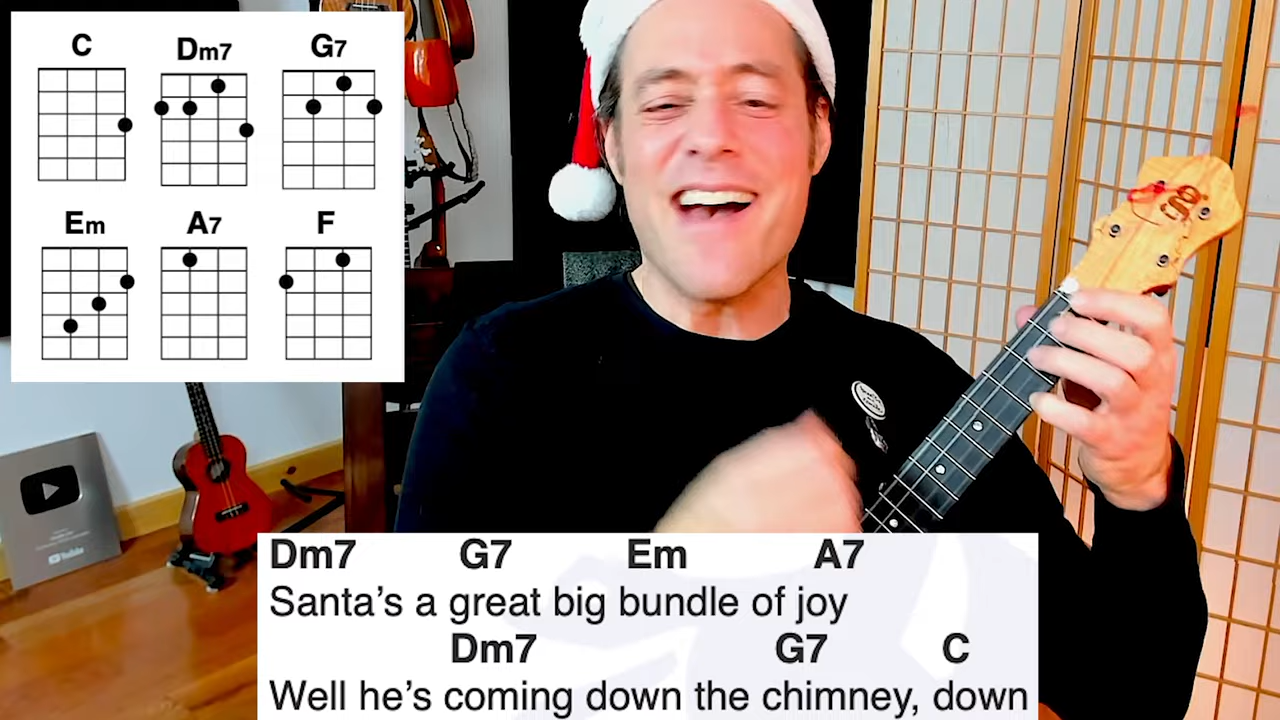 C Dm7 G7
Em A7 F
Dm7 G7 Em A7
Santa’s a great big bundle of joy
Dm7 G7 C
Well he’s coming down the chimney, down
YouTube